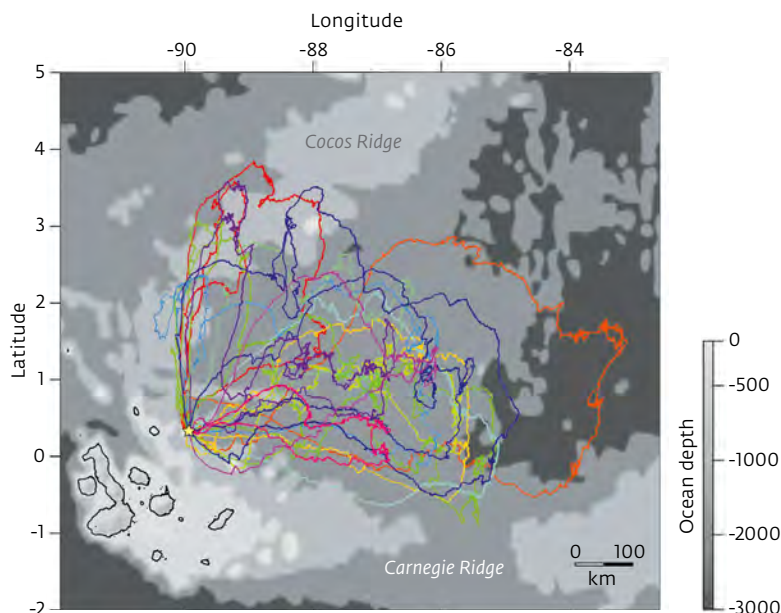 Longitude
-90 -88 -86 -84
5
4
3
2
1
0
-1
-2
Latitude
Cocos Ridge
Carnegie Ridge
0 100
km
0
-500
-1000
-2000
-3000
Ocean depth